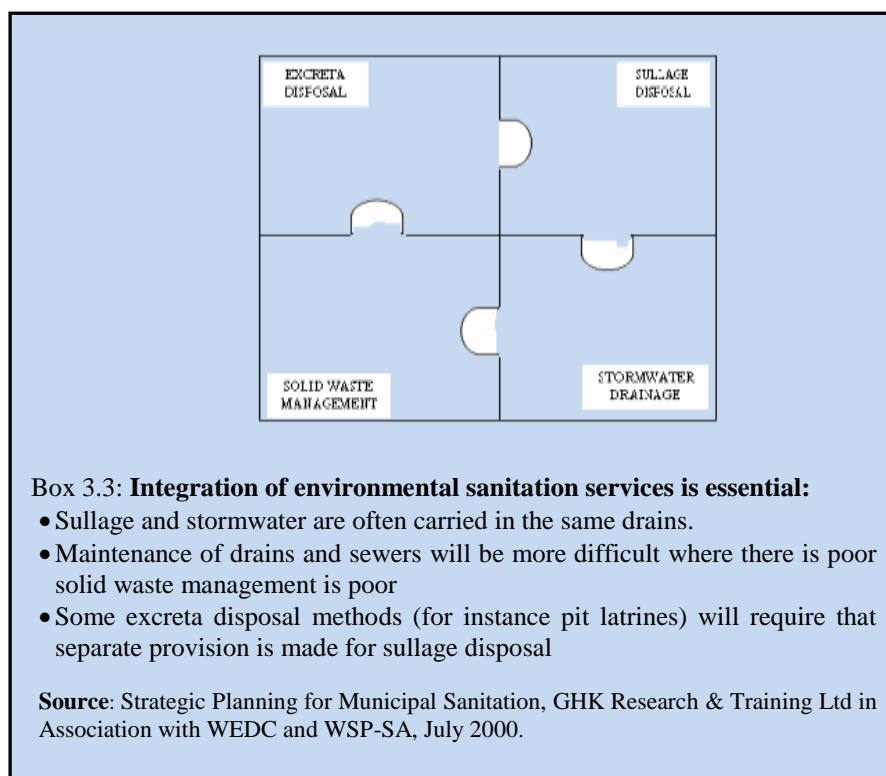 EXCRETA
DISPOSAL
SULLAGE
DISPOSAL
SOLID WASTE
MANAGEMENT
STORMWATER
DRAINAGE
Box 3.3: Integration of environmental sanitation services is essential:
• Sullage and stormwater are often carried in the same drains.
• Maintenance of drains and sewers will be more difficult where there is poor
solid waste management is poor
• Some excreta disposal methods (for instance pit latrines) will require that
separate provision is made for sullage disposal
Source: Strategic Planning for Municipal Sanitation, GHK Research & Training Ltd in
Association with WEDC and WSP-SA, July 2000.